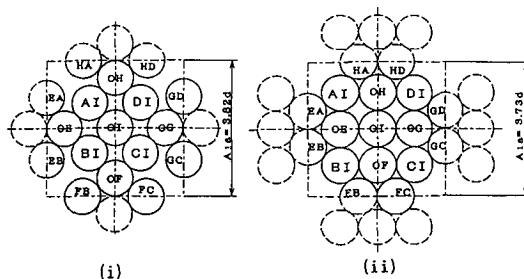 HA HD
OH
EA GD
AI DI
OE OI OG
BI CI
EB GC
OF
FB FC
A1a= 3.82d
(i)
HA HD
AI OH DI
EA GD
OE OI OG
EB GC
BI OF CI
FB FC
A1a= 3.73d
(ii)